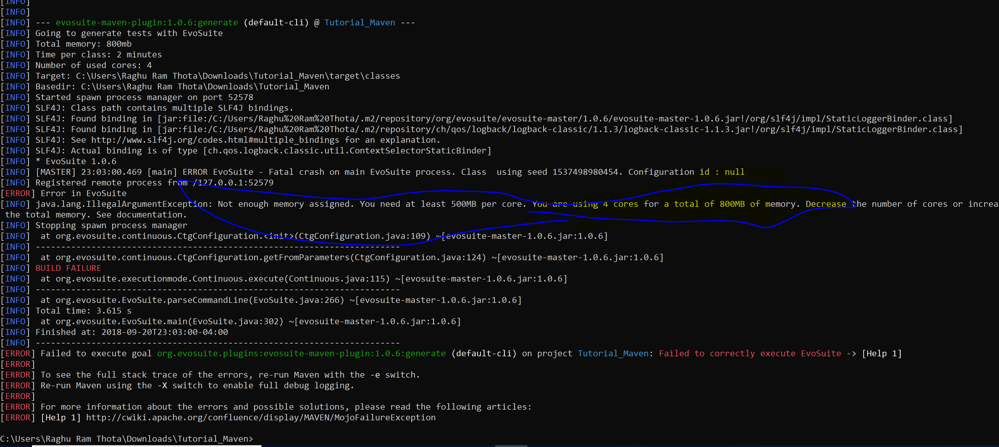 [INFO]
[INFO]
[INFO] --- evosuite-maven-plugin:1.0.6:generate (default-cli) @ Tutorial_Maven ---
[INFO] Going to generate tests with EvoSuite
[INFO] Total memory: 800mb
[INFO] Time per class: 2 minutes
[INFO] Number of used cores: 4
[INFO] Target: C:\Users\Raghu Ram Thota\Downloads\Tutorial_Maven\target\classes
[INFO] Basedir: C:\Users\Raghu Ram Thota\Downloads\Tutorial_Maven
[INFO] Started spawn process manager on port 52578
[INFO] SLF4J: Class path contains multiple SLF4J bindings.
[INFO] SLF4J: Found binding in [jar:file:/C:/Users/Raghu%20Ram%20Thota/.m2/repository/org/evosuite/evosuite-master/1.0.6/evosuite-master-1.0.6.jar!/org/slf4j/impl/StaticLoggerBinder.class]
[INFO] SLF4J: Found binding in [jar:file:/C:/Users/Raghu%20Ram%20Thota/.m2/repository/ch/qos/logback/logback-classic/1.1.3/logback-classic-1.1.3.jar!/org/slf4j/impl/StaticLoggerBinder.class]
[INFO] SLF4J: See http://www.slf4j.org/codes.html#multiple_bindings for an explanation.
[INFO] SLF4J: Actual binding is of type [ch.qos.logback.classic.util.ContextSelectorStaticBinder]
[INFO] * EvoSuite 1.0.6
[INFO] [MASTER] 23:03:00.469 [main] ERROR EvoSuite - Fatal crash on main EvoSuite process. Class  using seed 1537498980454. Configuration id : null
[INFO] Registered remote process from /127.0.0.1:52579
[ERROR] Error in EvoSuite
[INFO] java.lang.IllegalArgumentException: Not enough memory assigned. You need at least 500MB per core. You are using 4 cores for a total of 800MB of memory. Decrease the number of cores or increa
the total memory. See documentation.
[INFO] Stopping spawn process manager
[INFO]  at org.evosuite.continuous.CtgConfiguration.<init>(CtgConfiguration.java:109) ~[evosuite-master-1.0.6.jar:1.0.6]
[INFO] ------------------------------------------------------------------------
[INFO]  at org.evosuite.continuous.CtgConfiguration.getFromParameters(CtgConfiguration.java:124) ~[evosuite-master-1.0.6.jar:1.0.6]
[INFO] BUILD FAILURE
[INFO]  at org.evosuite.executionmode.Continuous.execute(Continuous.java:115) ~[evosuite-master-1.0.6.jar:1.0.6]
[INFO] ------------------------------------------------------------------------
[INFO]  at org.evosuite.EvoSuite.parseCommandLine(EvoSuite.java:266) ~[evosuite-master-1.0.6.jar:1.0.6]
[INFO] Total time: 3.615 s
[INFO]  at org.evosuite.EvoSuite.main(EvoSuite.java:302) ~[evosuite-master-1.0.6.jar:1.0.6]
[INFO] Finished at: 2018-09-20T23:03:00-04:00
[INFO] ------------------------------------------------------------------------
[ERROR] Failed to execute goal org.evosuite.plugins:evosuite-maven-plugin:1.0.6:generate (default-cli) on project Tutorial_Maven: Failed to correctly execute EvoSuite -> [Help 1]
[ERROR]
[ERROR] To see the full stack trace of the errors, re-run Maven with the -e switch.
[ERROR] Re-run Maven using the -X switch to enable full debug logging.
[ERROR]
[ERROR] For more information about the errors and possible solutions, please read the following articles:
[ERROR] [Help 1] http://cwiki.apache.org/confluence/display/MAVEN/MojoFailureException
C:\Users\Raghu Ram Thota\Downloads\Tutorial_Maven>